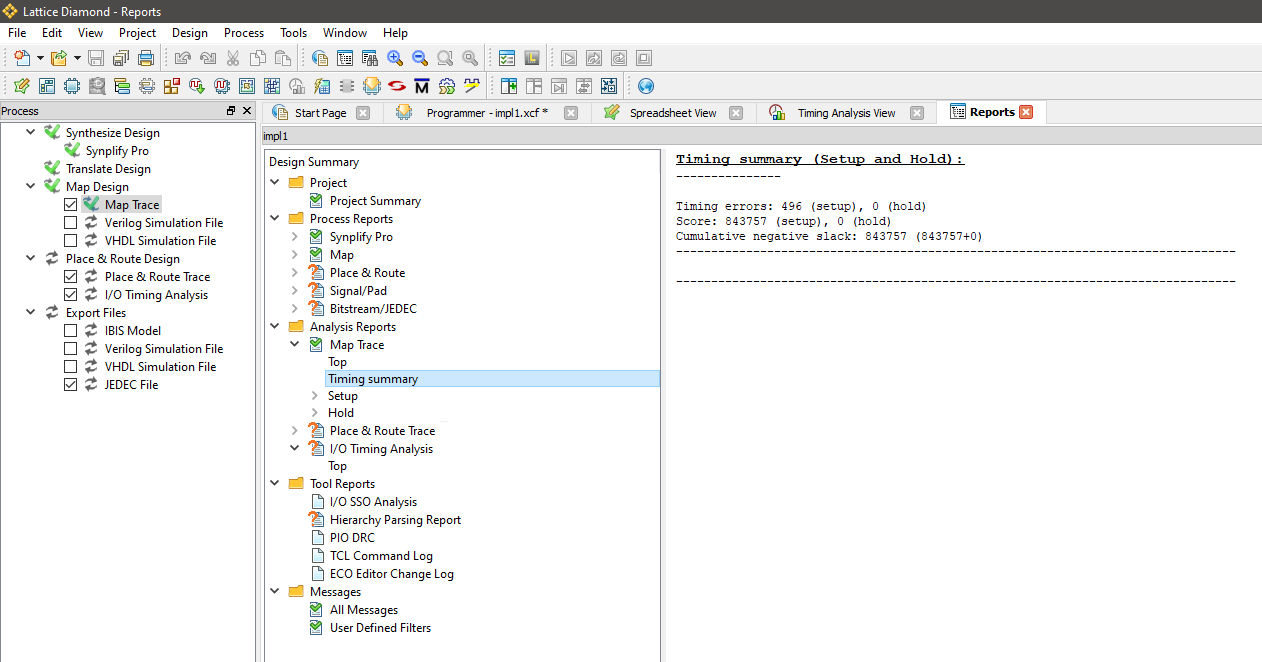 Lattice Diamond - Reports
File Edit View Project Design Process Tools Window Help
Process
Synthesize Design
Synplify Pro
Translate Design
Map Design
Map Trace
Verilog Simulation File
VHDL Simulation File
Place & Route Design
Place & Route Trace
I/O Timing Analysis
Export Files
IBIS Model
Verilog Simulation File
VHDL Simulation File
JEDEC File
Start Page
Programmer - impl1.xcf *
Spreadsheet View
Timing Analysis View
Reports
impl1
Design Summary
Project
Project Summary
Process Reports
Synplify Pro
Map
Place & Route
Signal/Pad
Bitstream/JEDEC
Analysis Reports
Map Trace
Top
Timing summary
Setup
Hold
Place & Route Trace
I/O Timing Analysis
Top
Tool Reports
I/O SSO Analysis
Hierarchy Parsing Report
PIO DRC
TCL Command Log
ECO Editor Change Log
Messages
All Messages
User Defined Filters
Timing summary (Setup and Hold):
---------------
Timing errors: 496 (setup), 0 (hold)
Score: 843757 (setup), 0 (hold)
Cumulative negative slack: 843757 (843757+0)
--------------------------------------------------------------------------------
--------------------------------------------------------------------------------